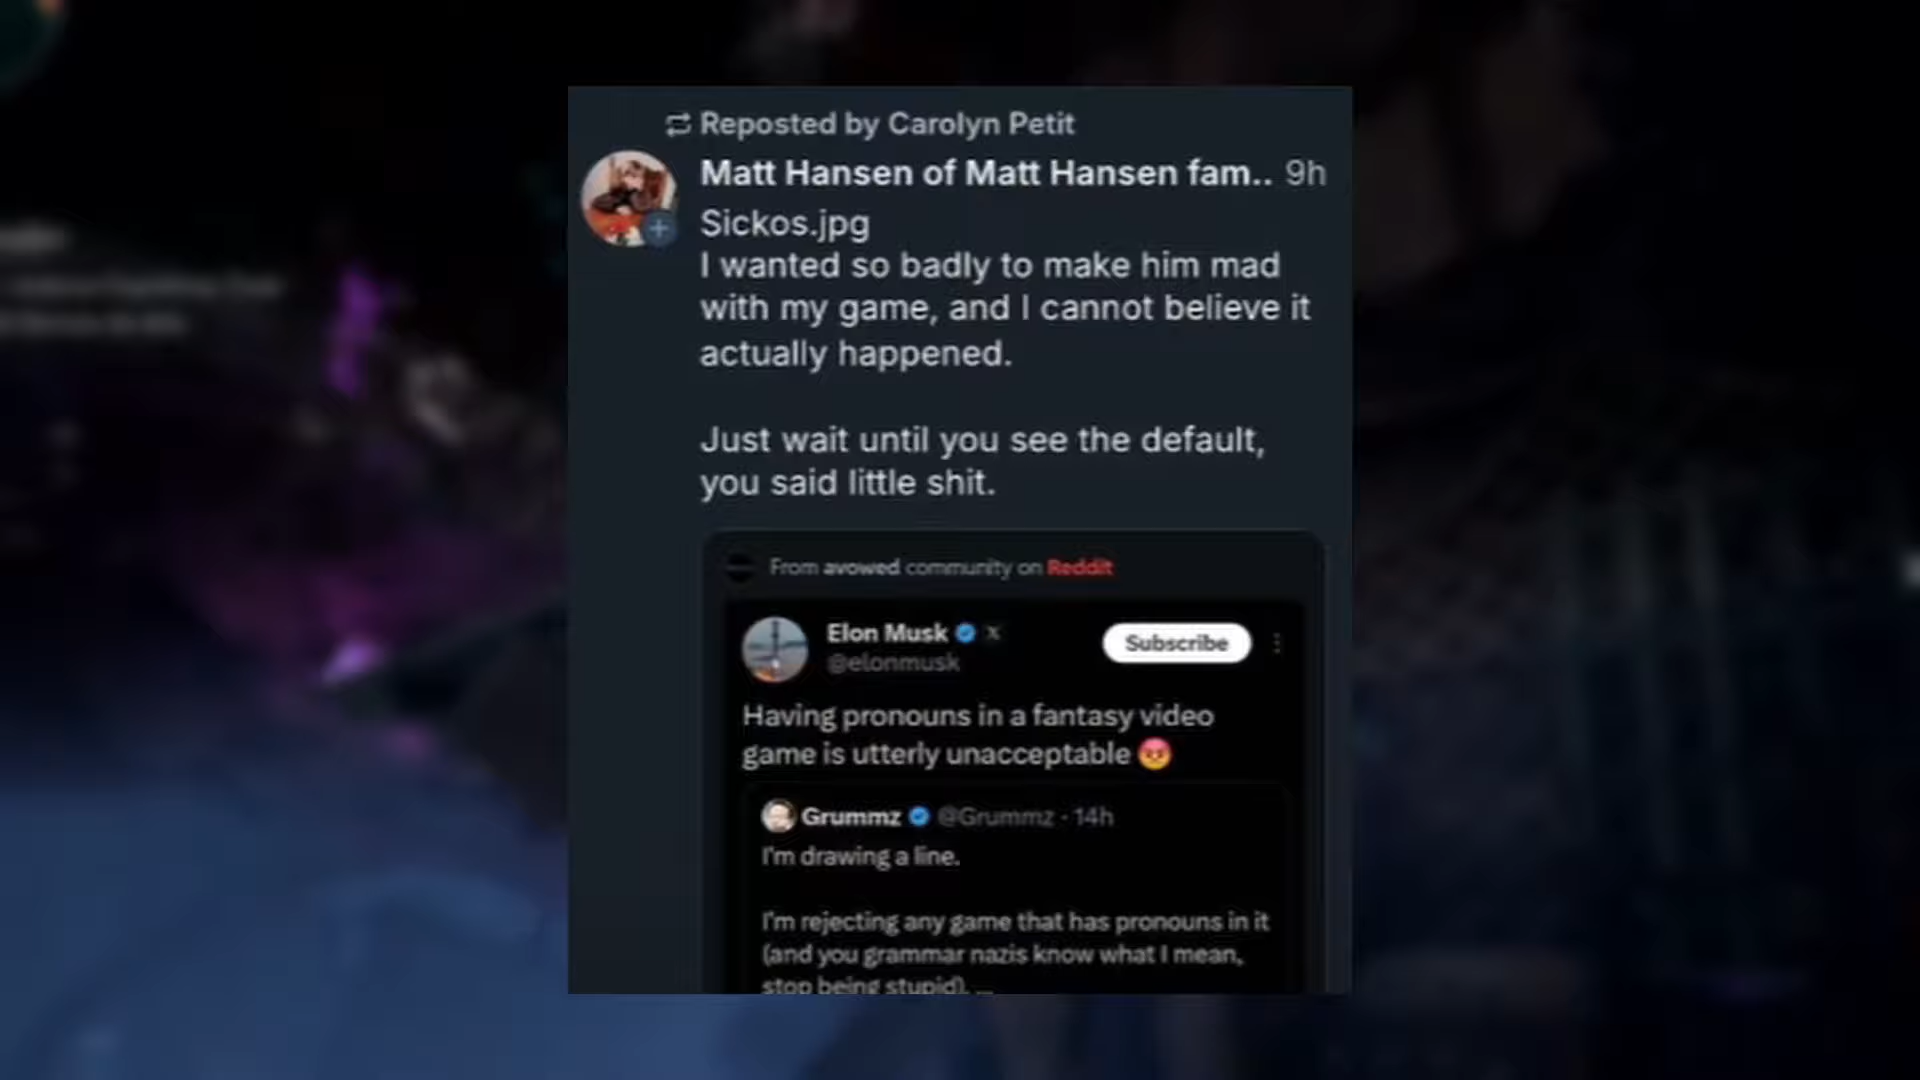 Reposted by Carolyn Petit
Matt Hansen of Matt Hansen fam.. 9h
Sickos.jpg
I wanted so badly to make him mad
with my game, and I cannot believe it
actually happened.
Just wait until you see the default,
you said little shit.
From avowed community on Reddit
Elon Musk
@elonmusk
Subscribe
Having pronouns in a fantasy video
game is utterly unacceptable 😡
Grummz @Grummz · 14h
I'm drawing a line.
I'm rejecting any game that has pronouns in it
(and you grammar nazis know what I mean,
stop being stupid). ...